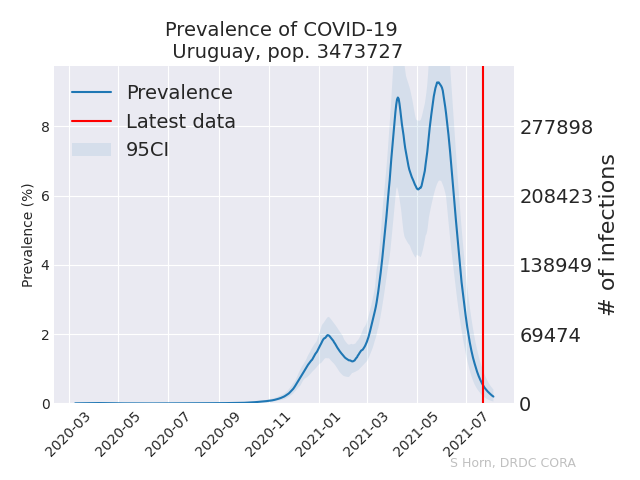 Prevalence of COVID-19
Uruguay, pop. 3473727
Prevalence
Latest data
95CI
Prevalence (%)
8
6
4
2
0
277898
208423
138949
69474
0
# of infections
2020-03
2020-05
2020-07
2020-09
2020-11
2021-01
2021-03
2021-05
2021-07
S Horn, DRDC CORA